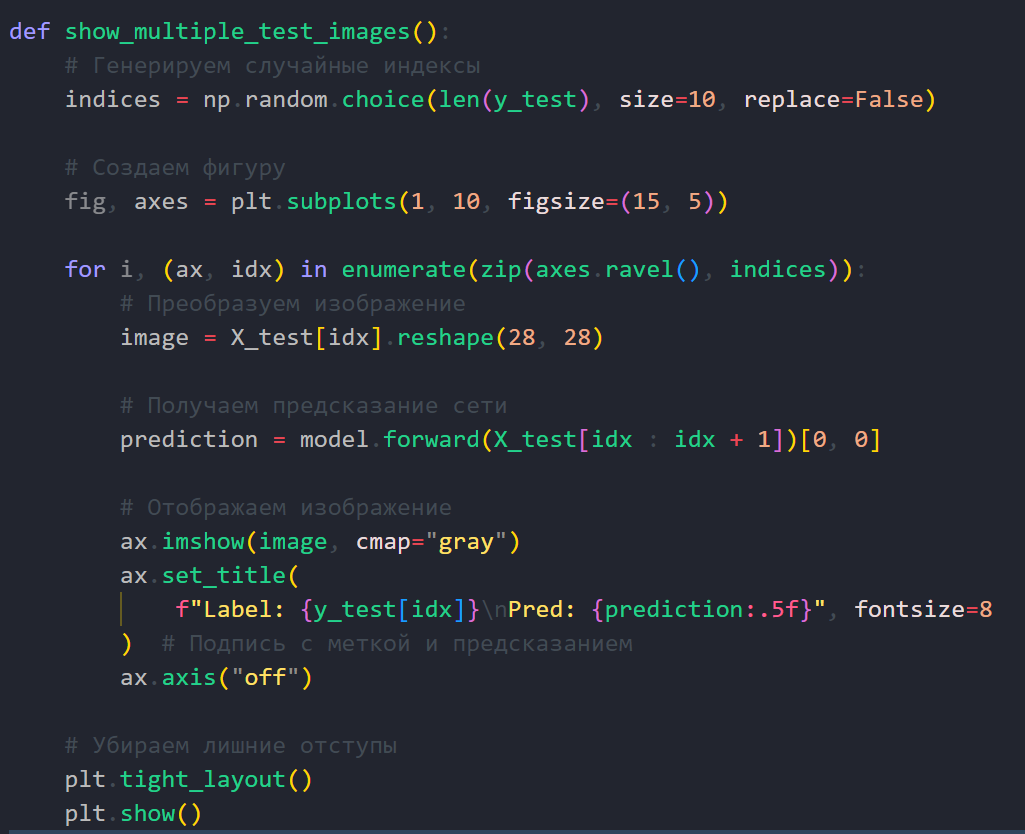 def show_multiple_test_images():
    # Генерируем случайные индексы
    indices = np.random.choice(len(y_test), size=10, replace=False)

    # Создаем фигуру
    fig, axes = plt.subplots(1, 10, figsize=(15, 5))

    for i, (ax, idx) in enumerate(zip(axes.ravel(), indices)):
        # Преобразуем изображение
        image = X_test[idx].reshape(28, 28)

        # Получаем предсказание сети
        prediction = model.forward(X_test[idx : idx + 1])[0, 0]

        # Отображаем изображение
        ax.imshow(image, cmap="gray")
        ax.set_title(
            f"Label: {y_test[idx]}\nPred: {prediction:.5f}", fontsize=8
        )  # Подпись с меткой и предсказанием
        ax.axis("off")

    # Убираем лишние отступы
    plt.tight_layout()
    plt.show()